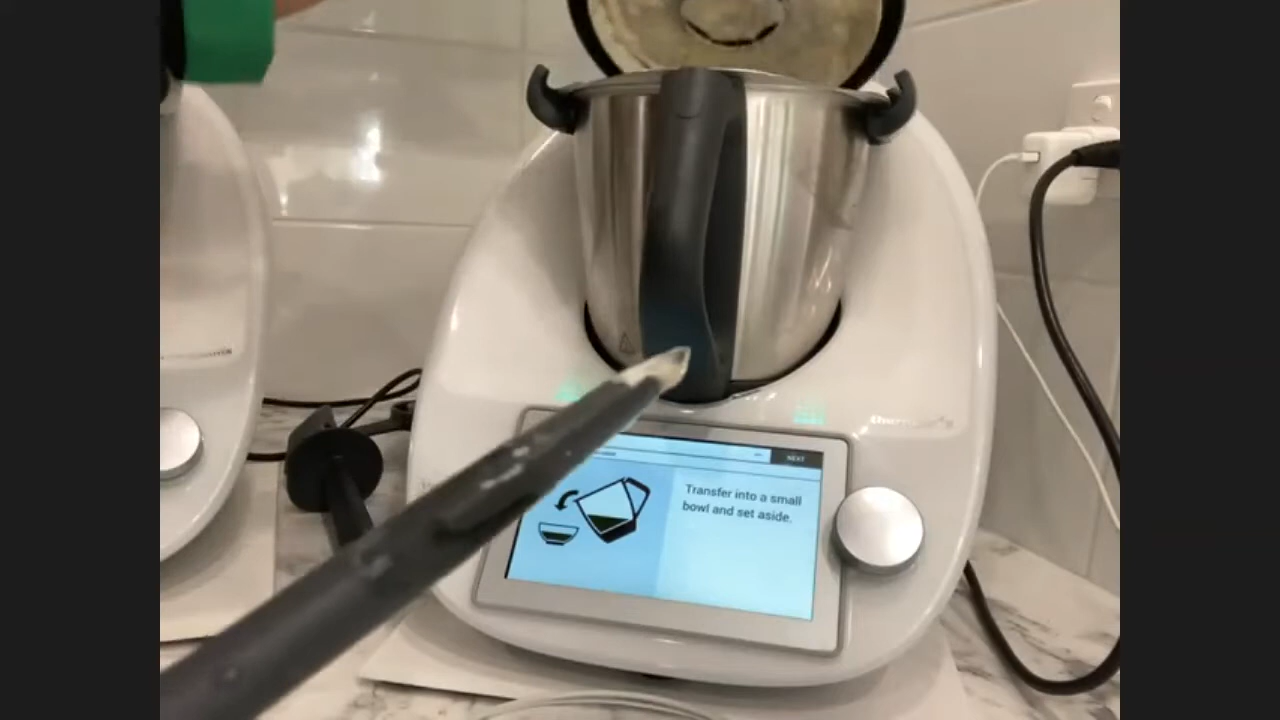 NEXT
Transfer into a small
bowl and set aside.